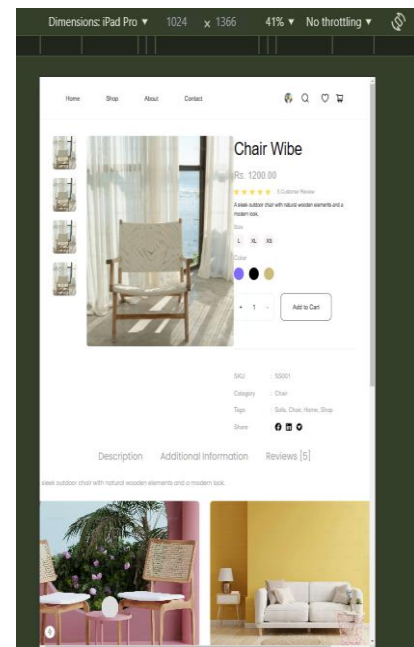 Dimensions: iPad Pro ▼ 1024 x 1366 41% ▼ No throttling ▼
Home Shop About Contact
Chair Wibe
Rs. 1200.00
5 Customer Review
A sleek outdoor chair with natural wooden elements and a
modern look.
Size
L XL XS
Color
+ 1 - Add to Cart
SKU : SS001
Category : Chair
Tags : Sofa, Chair, Home, Shop
Share
Description Additional Information Reviews [5]
sleek outdoor chair with natural wooden elements and a modern look.